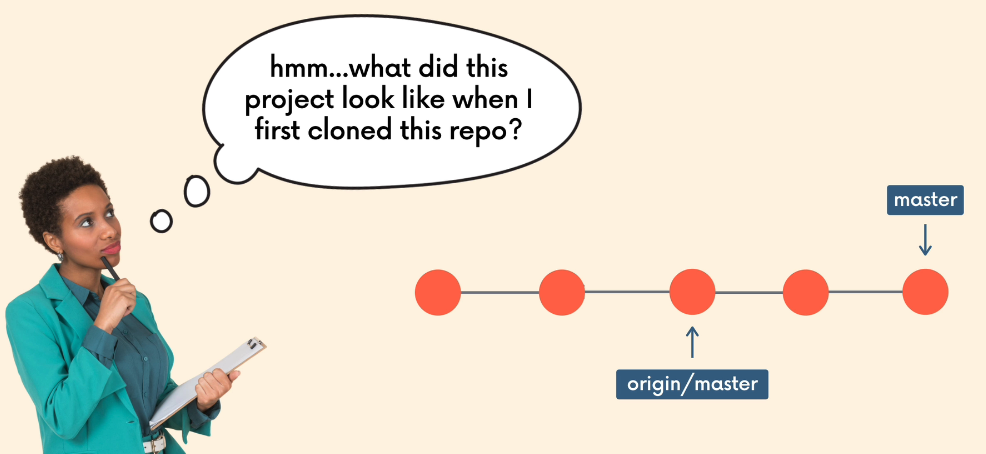 hmm...what did this
project look like when I
first cloned this repo?
master
origin/master